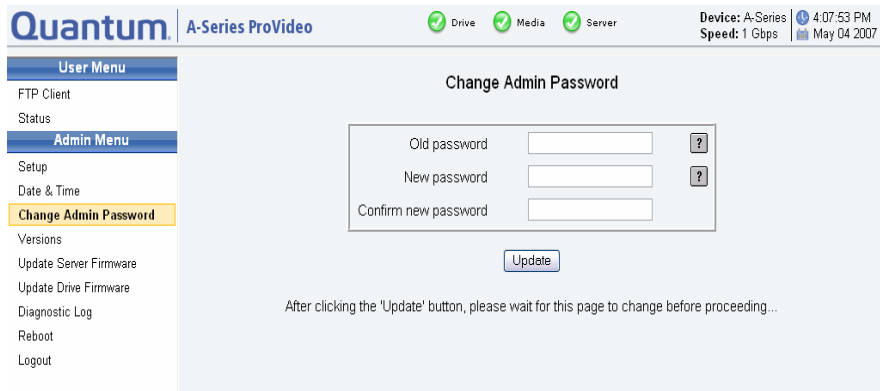 Quantum. A-Series ProVideo
Drive Media Server
Device: A-Series 4:07:53 PM
Speed: 1 Gbps May 04 2007
User Menu
FTP Client
Status
Admin Menu
Setup
Date & Time
Change Admin Password
Versions
Update Server Firmware
Update Drive Firmware
Diagnostic Log
Reboot
Logout
Change Admin Password
Old password ?
New password ?
Confirm new password
Update
After clicking the 'Update' button, please wait for this page to change before proceeding...